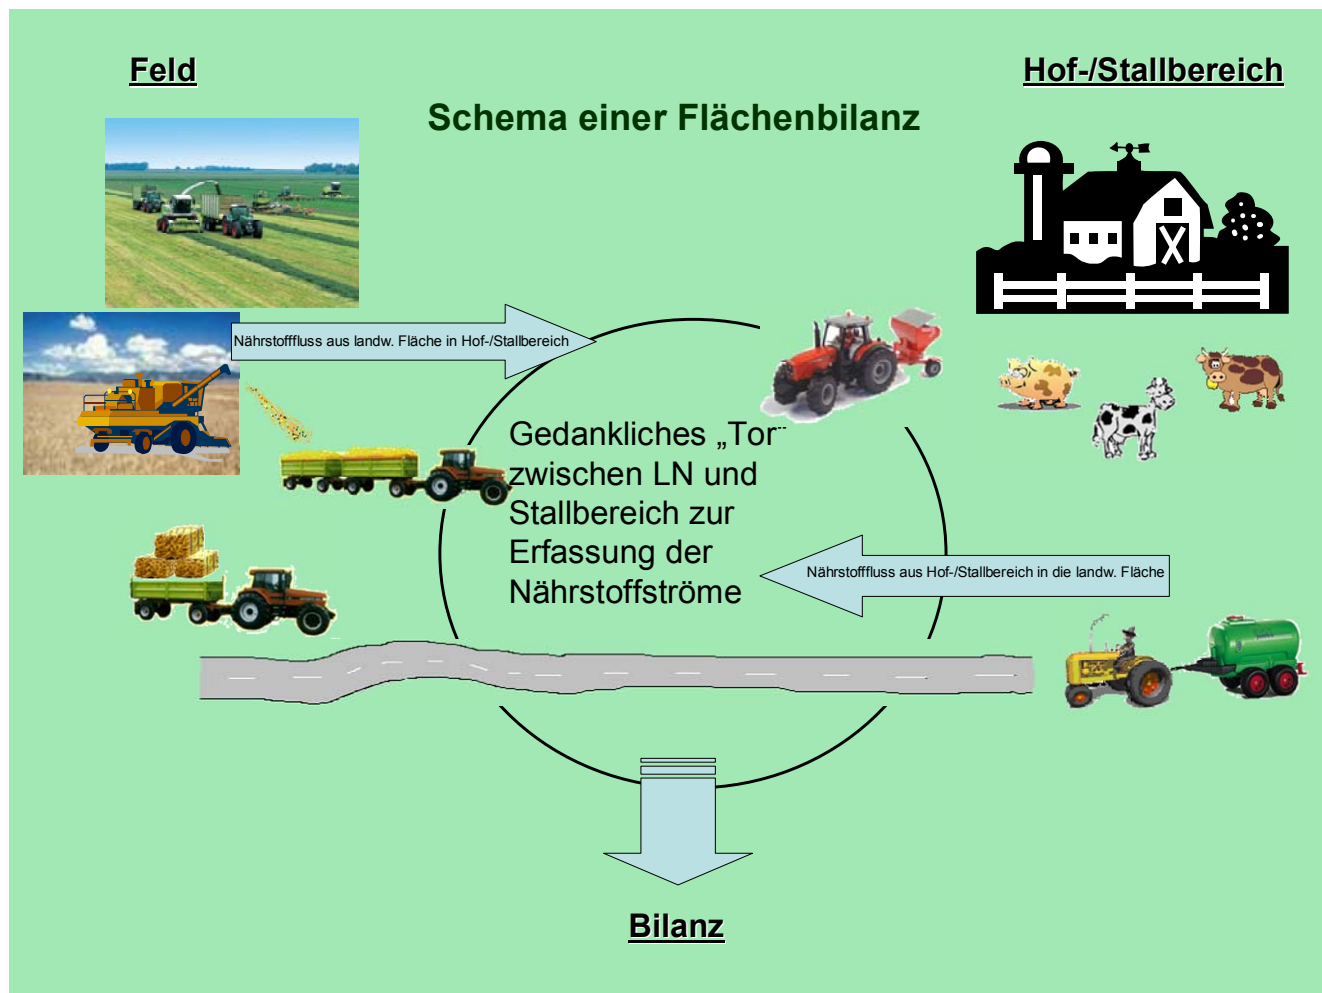 Feld
Hof-/Stallbereich
Schema einer Flächenbilanz
Nährstofffluss aus landw. Fläche in Hof-/Stallbereich
Gedankliches „Tor“
zwischen LN und
Stallbereich zur
Erfassung der
Nährstoffströme
Nährstofffluss aus Hof-/Stallbereich in die landw. Fläche
Bilanz